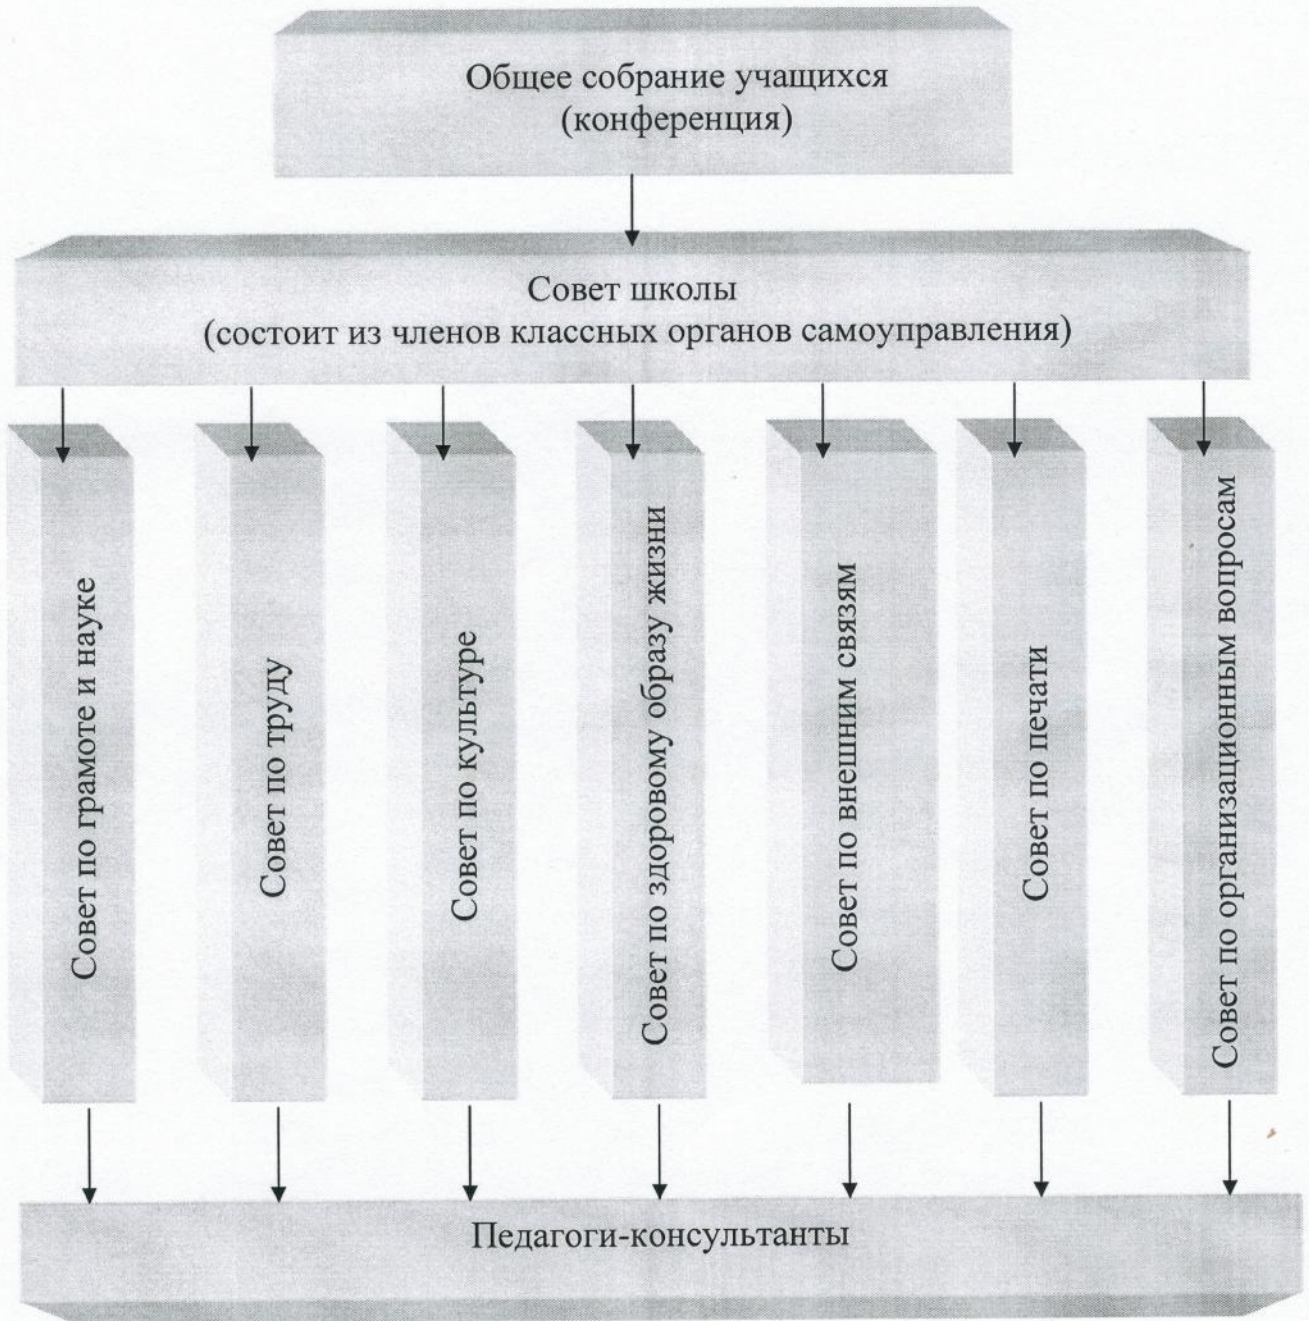 Общее собрание учащихся
(конференция)
Совет школы
(состоит из членов классных органов самоуправления)
Совет по грамоте и науке
Совет по труду
Совет по культуре
Совет по здоровому образу жизни
Совет по внешним связям
Совет по печати
Совет по организационным вопросам
Педагоги-консультанты